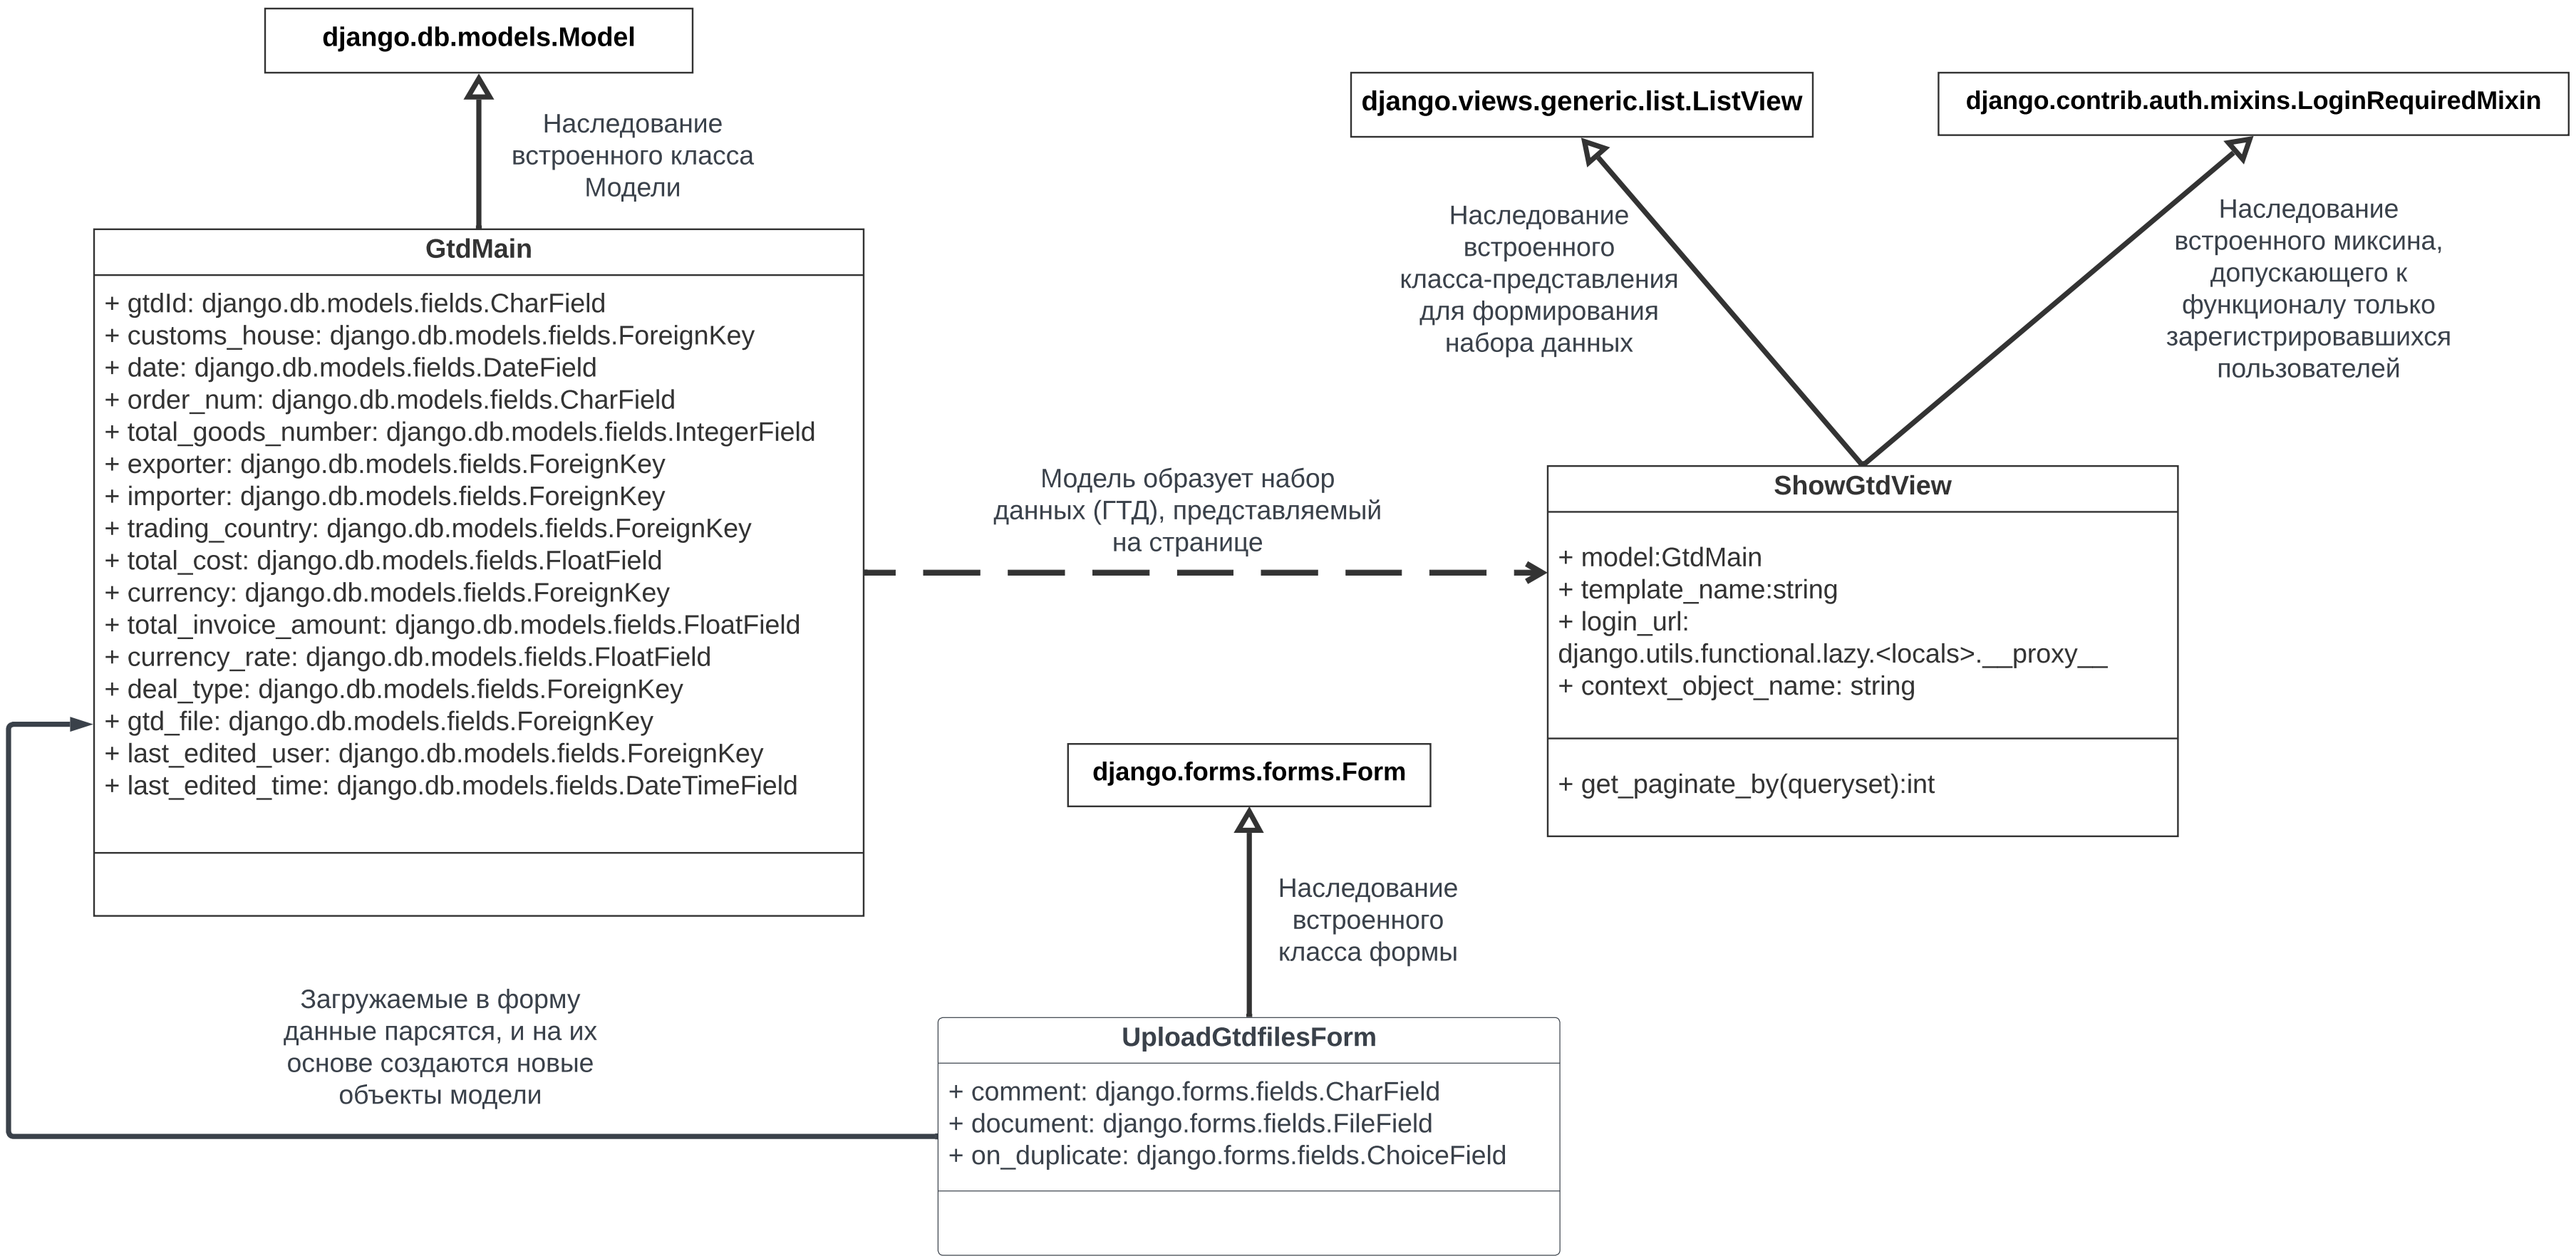 django.db.models.Model
Наследование
встроенного класса
Модели
GtdMain
+ gtdId: django.db.models.fields.CharField
+ customs_house: django.db.models.fields.ForeignKey
+ date: django.db.models.fields.DateField
+ order_num: django.db.models.fields.CharField
+ total_goods_number: django.db.models.fields.IntegerField
+ exporter: django.db.models.fields.ForeignKey
+ importer: django.db.models.fields.ForeignKey
+ trading_country: django.db.models.fields.ForeignKey
+ total_cost: django.db.models.fields.FloatField
+ currency: django.db.models.fields.ForeignKey
+ total_invoice_amount: django.db.models.fields.FloatField
+ currency_rate: django.db.models.fields.FloatField
+ deal_type: django.db.models.fields.ForeignKey
+ gtd_file: django.db.models.fields.ForeignKey
+ last_edited_user: django.db.models.fields.ForeignKey
+ last_edited_time: django.db.models.fields.DateTimeField
django.views.generic.list.ListView
django.contrib.auth.mixins.LoginRequiredMixin
Наследование
встроенного
класса-представления
для формирования
набора данных
Наследование
встроенного миксина,
допускающего к
функционалу только
зарегистрировавшихся
пользователей
Модель образует набор
данных (ГТД), представляемый
на странице
ShowGtdView
+ model:GtdMain
+ template_name:string
+ login_url:
django.utils.functional.lazy.<locals>.__proxy__
+ context_object_name: string
+ get_paginate_by(queryset):int
django.forms.forms.Form
Наследование
встроенного
класса формы
Загружаемые в форму
данные парсятся, и на их
основе создаются новые
объекты модели
UploadGtdfilesForm
+ comment: django.forms.fields.CharField
+ document: django.forms.fields.FileField
+ on_duplicate: django.forms.fields.ChoiceField